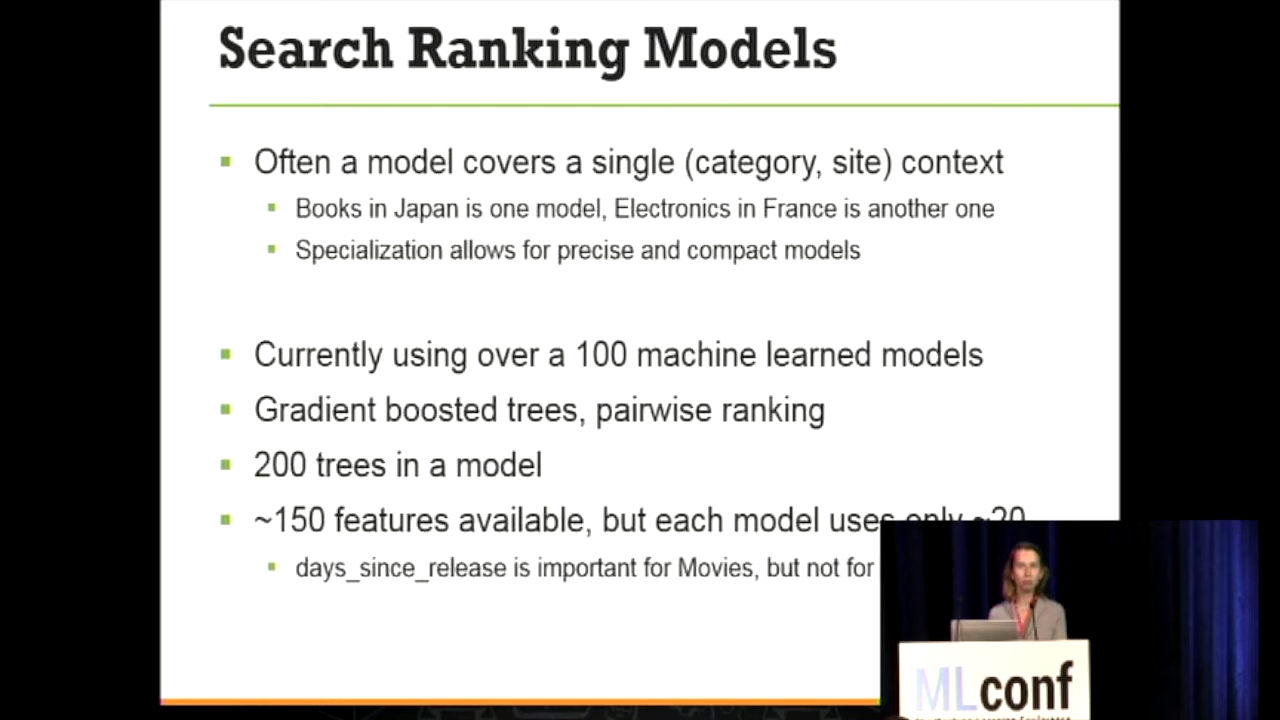 Search Ranking Models
Often a model covers a single (category, site) context
Books in Japan is one model, Electronics in France is another one
Specialization allows for precise and compact models
Currently using over a 100 machine learned models
Gradient boosted trees, pairwise ranking
200 trees in a model
~150 features available, but each model uses only ~20
days_since_release is important for Movies, but not for
MLconf